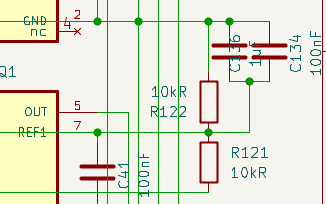 GND
2
nc
4
Q1
OUT
5
REF1
7
10kR
R122
C136
1uF
C134
100nF
R121
10kR
C41
100nF